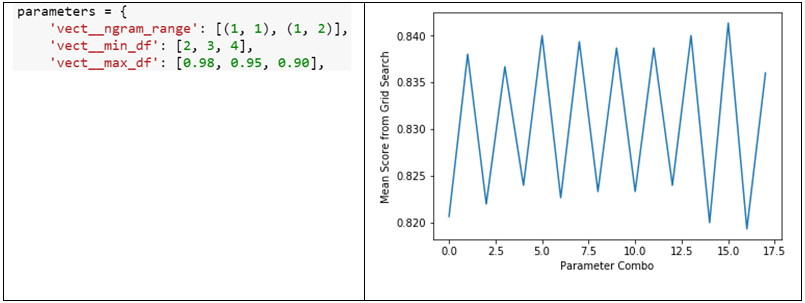 parameters = {
'vect__ngram_range': [(1, 1), (1, 2)],
'vect__min_df': [2, 3, 4],
'vect__max_df': [0.98, 0.95, 0.90],
Mean Score from Grid Search
0.840
0.835
0.830
0.825
0.820
0.0 2.5 5.0 7.5 10.0 12.5 15.0 17.5
Parameter Combo